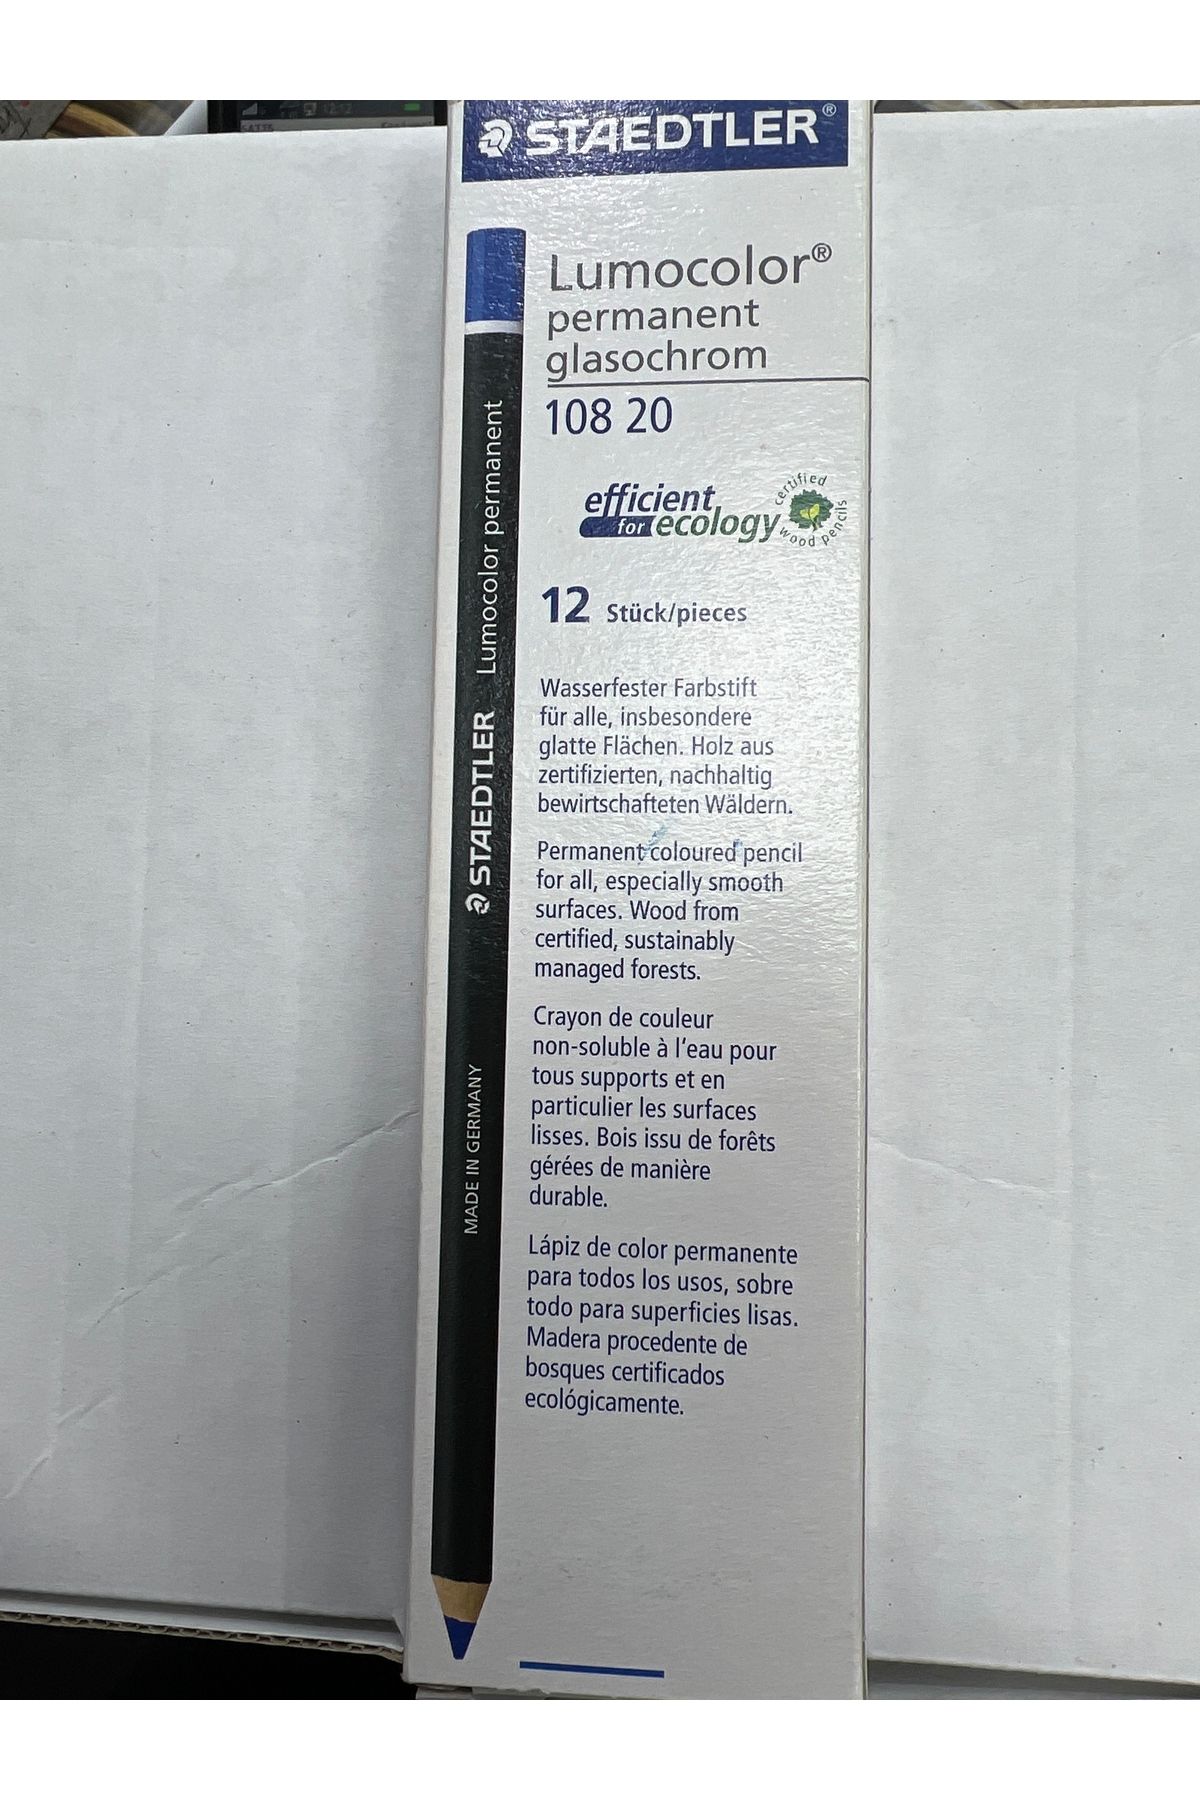 STAEDTLER®
Lumocolor®
permanent
glasochrom
108 20
efficient
for ecology
certified
wood pencils
12 Stück/pieces
Wasserfester Farbstift
für alle, insbesondere
glatte Flächen. Holz aus
zertifizierten, nachhaltig
bewirtschafteten Wäldern.
Permanent coloured pencil
for all, especially smooth
surfaces. Wood from
certified, sustainably
managed forests.
Crayon de couleur
non-soluble à l'eau pour
tous supports et en
particulier les surfaces
lisses. Bois issu de forêts
gérées de manière
durable.
Lápiz de color permanente
para todos los usos, sobre
todo para superficies lisas.
Madera procedente de
bosques certificados
ecológicamente.
MADE IN GERMANY STAEDTLER Lumocolor permanent